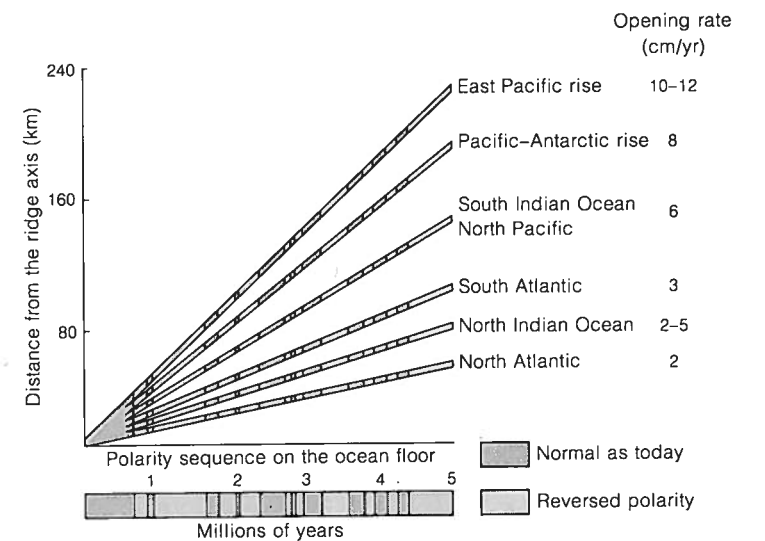 Opening rate
(cm/yr)
240
160
80
Distance from the ridge axis (km)
East Pacific rise 10–12
Pacific–Antarctic rise 8
South Indian Ocean
North Pacific 6
South Atlantic 3
North Indian Ocean 2–5
North Atlantic 2
Polarity sequence on the ocean floor
1 2 3 4 5
Millions of years
Normal as today
Reversed polarity